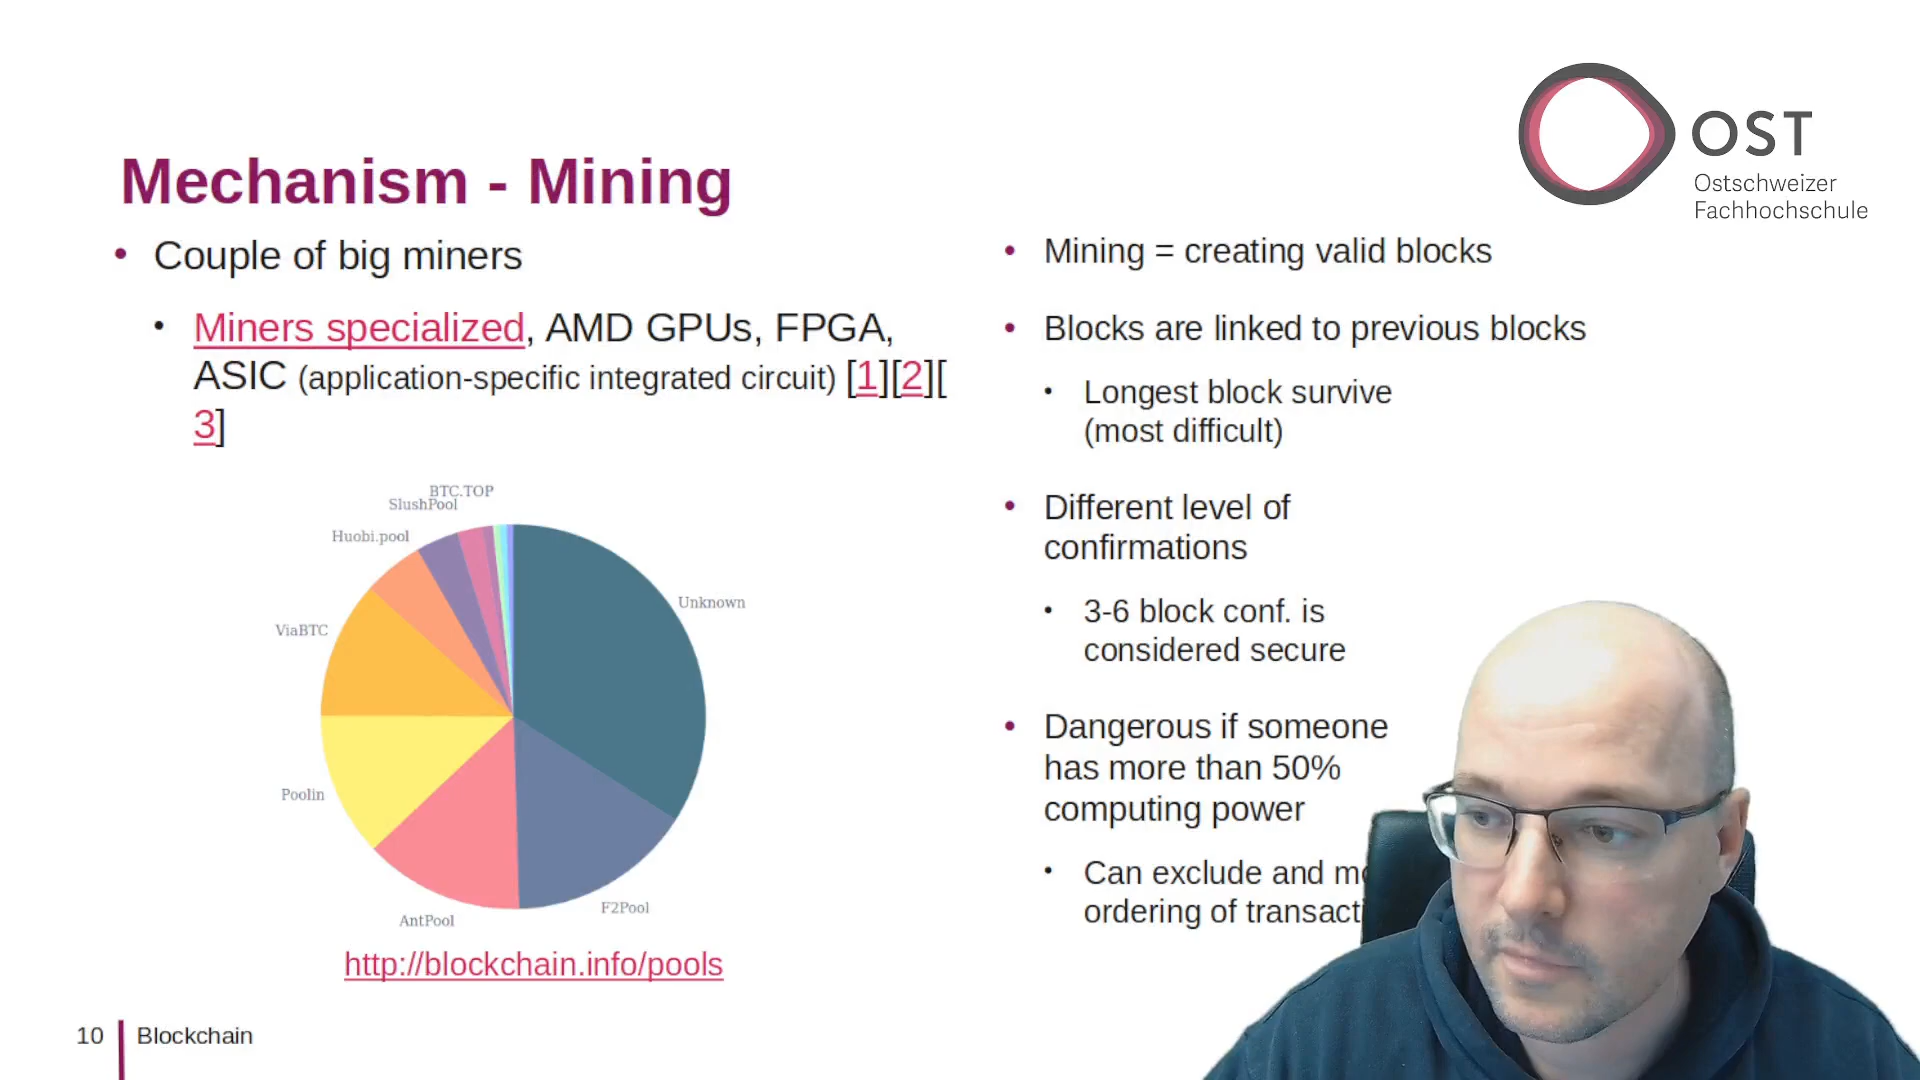 OST
Ostschweizer
Fachhochschule
Mechanism - Mining
• Couple of big miners
• Miners specialized, AMD GPUs, FPGA,
ASIC (application-specific integrated circuit) [1][2][
3]
BTC.TOP
SlushPool
Huobi.pool
Unknown
ViaBTC
Poolin
F2Pool
AntPool
http://blockchain.info/pools
• Mining = creating valid blocks
• Blocks are linked to previous blocks
• Longest block survive
(most difficult)
• Different level of
confirmations
• 3-6 block conf. is
considered secure
• Dangerous if someone
has more than 50%
computing power
• Can exclude and
ordering of
10
Blockchain